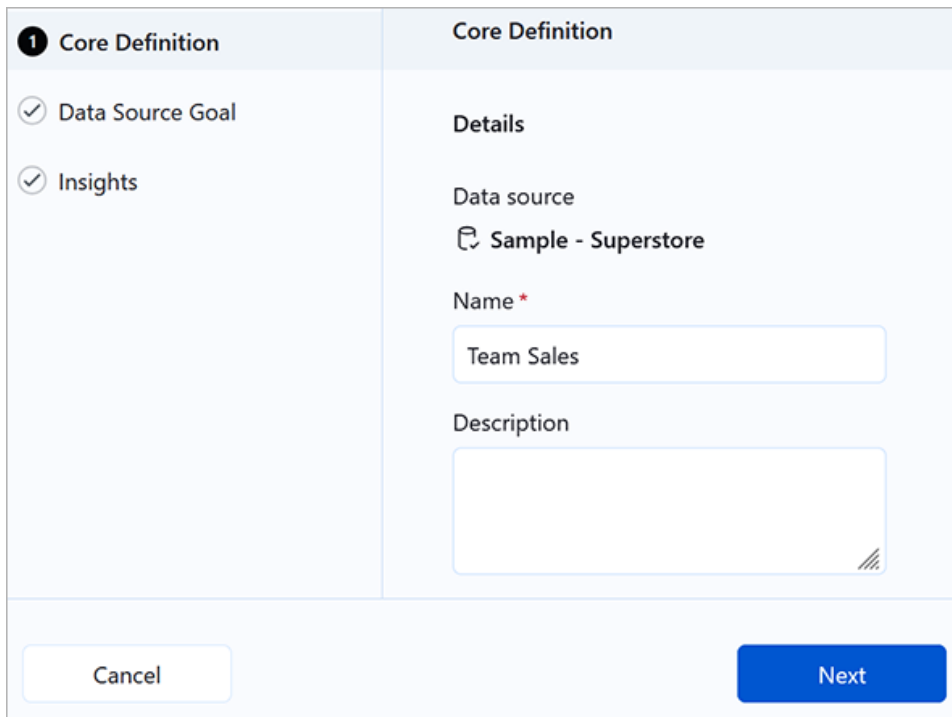 1 Core Definition
Data Source Goal
Insights
Core Definition
Details
Data source
Sample - Superstore
Name *
Team Sales
Description
Cancel
Next